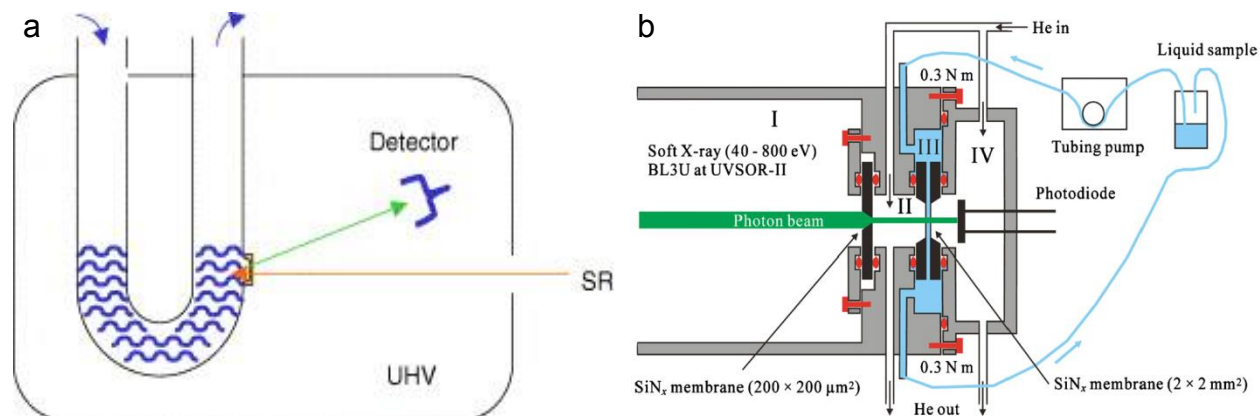 a
Detector
SR
UHV
b
He in
Liquid sample
0.3 N m
I
III
IV
Soft X-ray (40 - 800 eV)
BL3U at UVSOR-II
Tubing pump
II
Photodiode
Photon beam
0.3 N m
SiNₓ membrane (200 × 200 μm²)
SiNₓ membrane (2 × 2 mm²)
He out